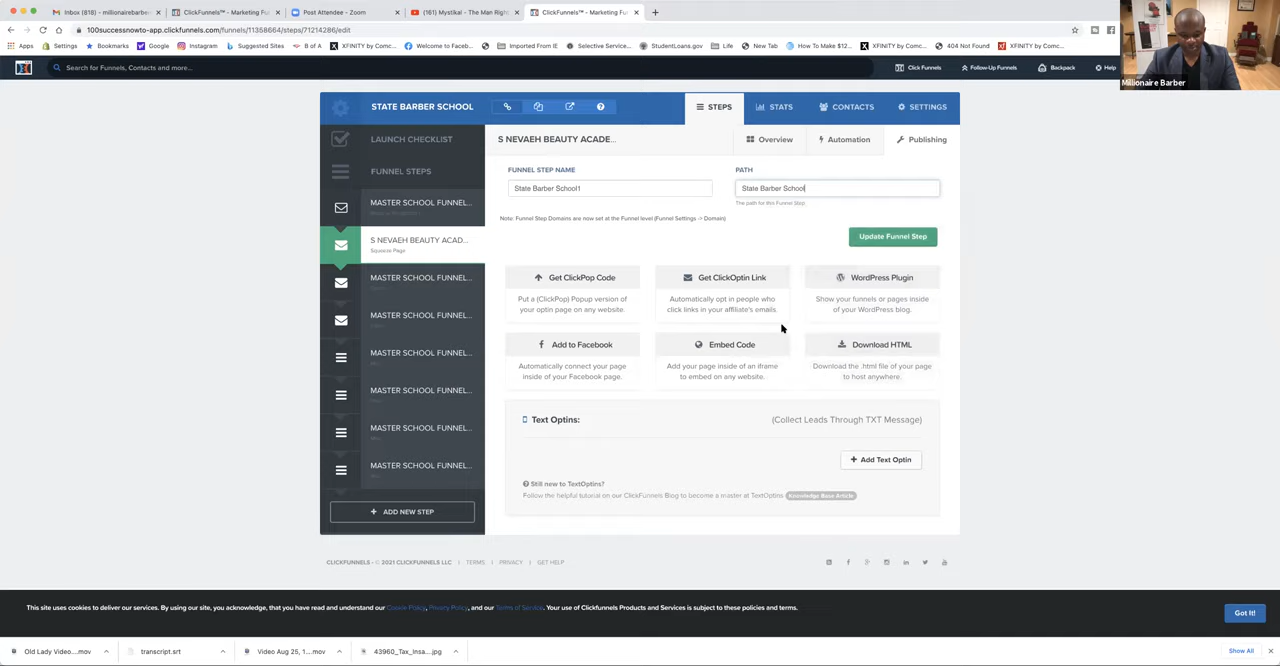 Inbox (818) - millionairebarbe
ClickFunnels™ - Marketing Fu
Post Attendee - Zoom
(161) Mystikal - The Man Righ
ClickFunnels™ - Marketing Fu
100successnowto-app.clickfunnels.com/funnels/11358664/steps/71214286/edit
Apps
Settings
Bookmarks
Google
Instagram
Suggested Sites
B of A
XFINITY by Comc...
Welcome to Faceb...
Imported From IE
Selective Service...
StudentLoans.gov
Life
New Tab
How To Make $12...
XFINITY by Comc...
404 Not Found
XFINITY by Comc...
Millionaire Barber
Search for Funnels, Contacts and more...
Click Funnels
Follow-Up Funnels
Backpack
Help
STATE BARBER SCHOOL
STEPS
STATS
CONTACTS
SETTINGS
LAUNCH CHECKLIST
FUNNEL STEPS
MASTER SCHOOL FUNNEL...
S NEVAEH BEAUTY ACAD...
Squeeze Page
MASTER SCHOOL FUNNEL...
MASTER SCHOOL FUNNEL...
MASTER SCHOOL FUNNEL...
MASTER SCHOOL FUNNEL...
MASTER SCHOOL FUNNEL...
MASTER SCHOOL FUNNEL...
+ ADD NEW STEP
S NEVAEH BEAUTY ACADE...
Overview
Automation
Publishing
FUNNEL STEP NAME
State Barber School1
PATH
State Barber School
The path for this Funnel Step
Note: Funnel Step Domains are now set at the Funnel level (Funnel Settings -> Domain)
Update Funnel Step
Get ClickPop Code
Put a (ClickPop) Popup version of
your optin page on any website.
Get ClickOptin Link
Automatically opt in people who
click links in your affiliate's emails.
WordPress Plugin
Show your funnels or pages inside
of your WordPress blog.
Add to Facebook
Automatically connect your page
inside of your Facebook page.
Embed Code
Add your page inside of an iframe
to embed on any website.
Download HTML
Download the .html file of your page
to host anywhere.
Text Optins:
(Collect Leads Through TXT Message)
+ Add Text Optin
Still new to TextOptins?
Follow the helpful tutorial on our ClickFunnels Blog to become a master at TextOptins
Knowledge Base Article
CLICKFUNNELS - © 2021 CLICKFUNNELS LLC | TERMS | PRIVACY | GET HELP
This site uses cookies to deliver our services. By using our site, you acknowledge, that you have read and understand our Cookie Policy, Privacy Policy, and our Terms of Service. Your use of Clickfunnels Products and Services is subject to these policies and terms.
Got It!
Old Lady Video....mov
transcript.srt
Video Aug 25, 1....mov
43960_Tax_Insa....jpg
Show All